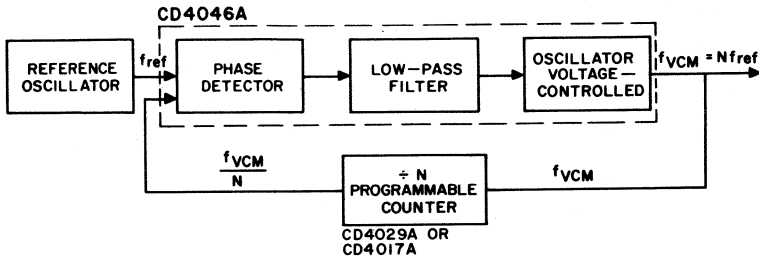 CD4046A
REFERENCE
OSCILLATOR
fref
PHASE
DETECTOR
LOW-PASS
FILTER
OSCILLATOR
VOLTAGE-
CONTROLLED
fVCM = Nfref
fVCM
N
÷ N
PROGRAMMABLE
COUNTER
fVCM
CD4029A OR
CD4017A